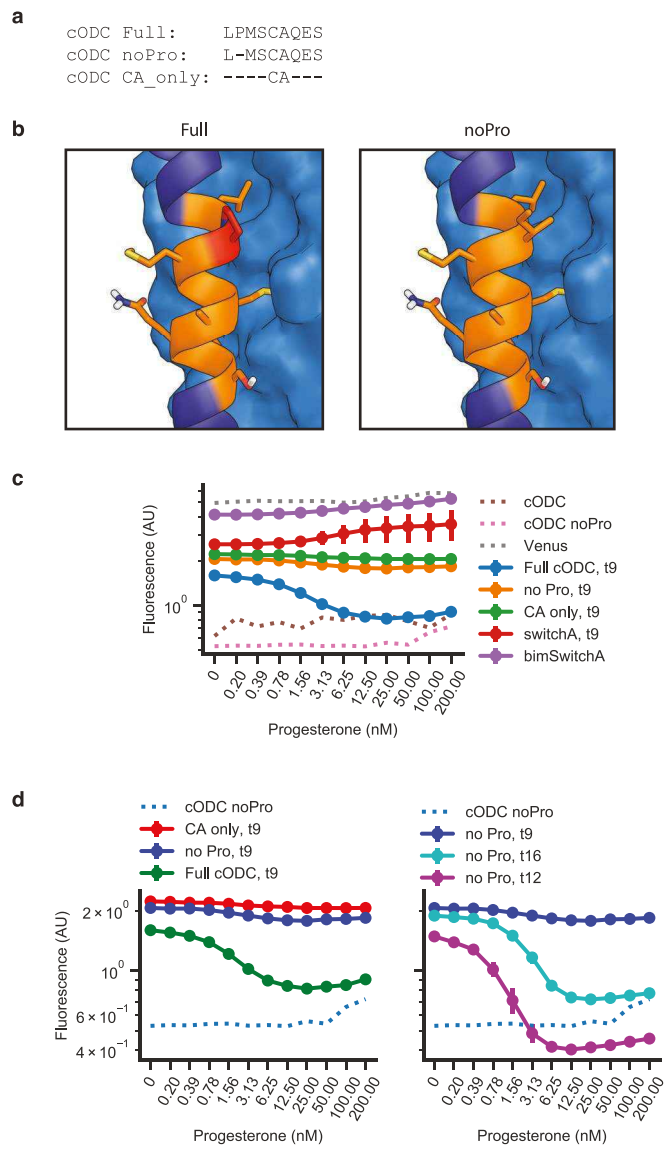 a
cODC Full: LPMSCAQES
cODC noPro: L-MSCAQES
cODC CA_only: ----CA---
b
Full
noPro
c
Fluorescence (AU)
10⁰
0 0.20 0.39 0.78 1.56 3.13 6.25 12.50 25.00 50.00 100.00 200.00
Progesterone (nM)
cODC
cODC noPro
Venus
Full cODC, t9
no Pro, t9
CA only, t9
switchA, t9
bimSwitchA
d
cODC noPro
CA only, t9
no Pro, t9
Full cODC, t9
Fluorescence (AU)
2 × 10⁰
10⁰
6 × 10⁻¹
4 × 10⁻¹
0 0.20 0.39 0.78 1.56 3.13 6.25 12.50 25.00 50.00 100.00 200.00
Progesterone (nM)
cODC noPro
no Pro, t9
no Pro, t16
no Pro, t12
0 0.20 0.39 0.78 1.56 3.13 6.25 12.50 25.00 50.00 100.00 200.00
Progesterone (nM)